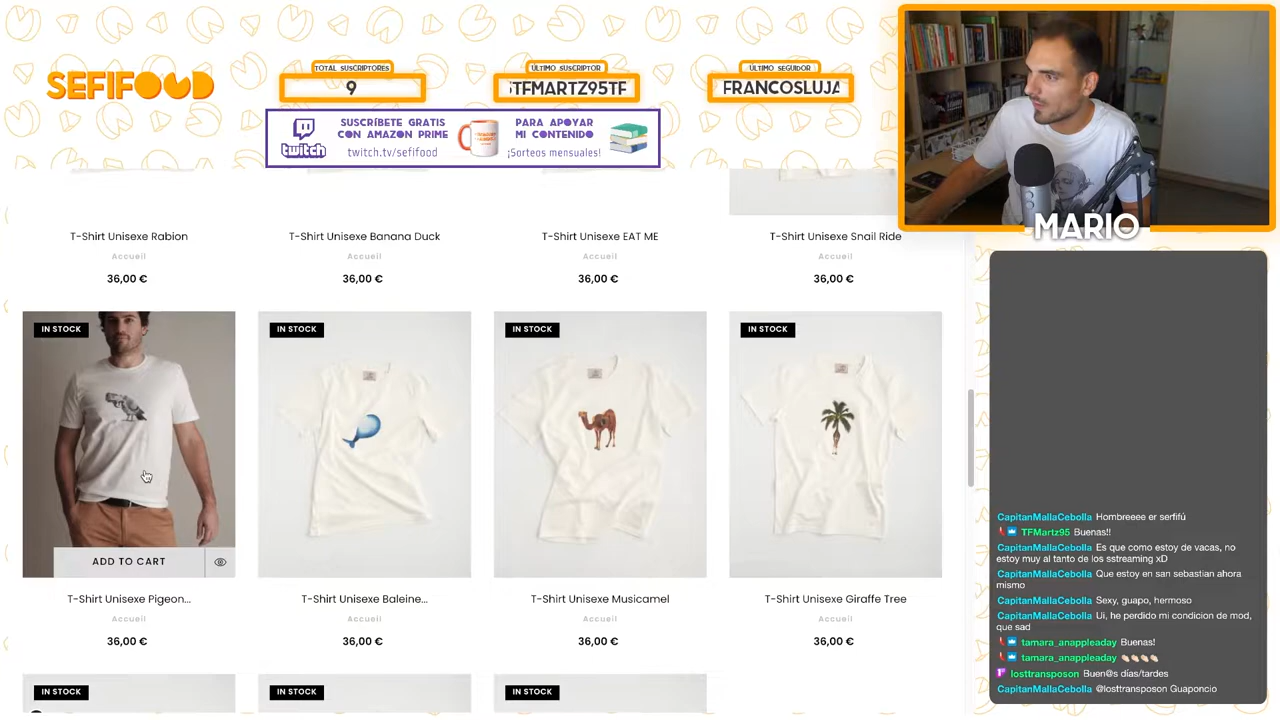 SEFIFOOD
TOTAL SUSCRIPTORES
9
ÚLTIMO SUSCRIPTOR
TFMARTZ95TF
ÚLTIMO SEGUIDOR
FRANCOSLUJA
SUSCRÍBETE GRATIS
CON AMAZON PRIME
twitch
twitch.tv/sefifood
PARA APOYAR
MI CONTENIDO
¡Sorteos mensuales!
MARIO
T-Shirt Unisexe Rabion
Accueil
36,00 €
T-Shirt Unisexe Banana Duck
Accueil
36,00 €
T-Shirt Unisexe EAT ME
Accueil
36,00 €
T-Shirt Unisexe Snail Ride
Accueil
36,00 €
IN STOCK
ADD TO CART
T-Shirt Unisexe Pigeon...
Accueil
36,00 €
IN STOCK
T-Shirt Unisexe Baleine...
Accueil
36,00 €
IN STOCK
T-Shirt Unisexe Musicamel
Accueil
36,00 €
IN STOCK
T-Shirt Unisexe Giraffe Tree
Accueil
36,00 €
IN STOCK
IN STOCK
IN STOCK
CapitanMallaCebolla Hombreeee er serfifú
TFMartz95 Buenas!!
CapitanMallaCebolla Es que como estoy de vacas, no
estoy muy al tanto de los sstreaming xD
CapitanMallaCebolla Que estoy en san sebastian ahora
mismo
CapitanMallaCebolla Sexy, guapo, hermoso
CapitanMallaCebolla Ui, he perdido mi condicion de mod,
que sad
tamara_anappleaday Buenas!
tamara_anappleaday 👏🏻👏🏻👏🏻👏🏻
losttransposon Buen@s días/tardes
CapitanMallaCebolla @losttransposon Guaponcio